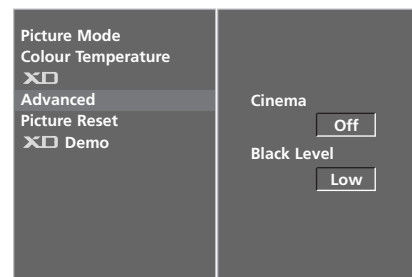 Picture Mode
Colour Temperature
XD
Advanced
Picture Reset
XD Demo
Cinema
Off
Black Level
Low